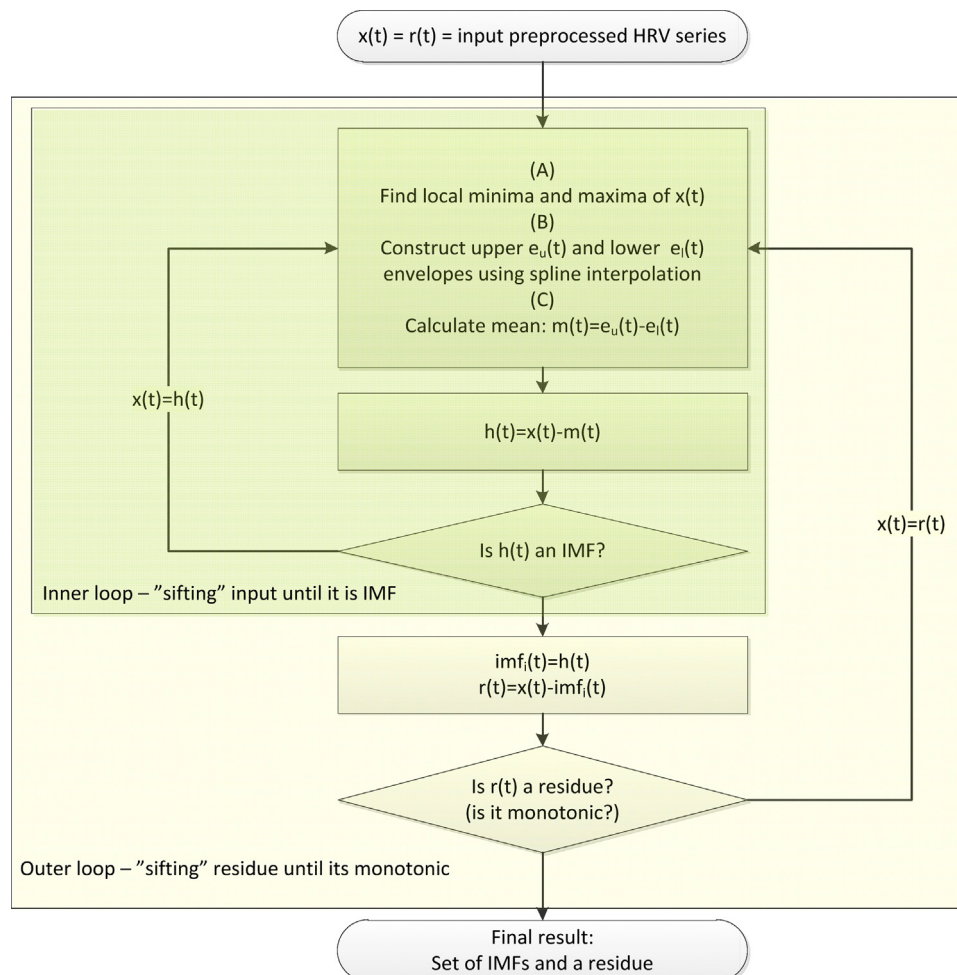 x(t) = r(t) = input preprocessed HRV series
(A)
Find local minima and maxima of x(t)
(B)
Construct upper eᵤ(t) and lower eₗ(t)
envelopes using spline interpolation
(C)
Calculate mean: m(t)=eᵤ(t)-eₗ(t)
x(t)=h(t)
h(t)=x(t)-m(t)
x(t)=r(t)
Is h(t) an IMF?
Inner loop – ”sifting” input until it is IMF
imfᵢ(t)=h(t)
r(t)=x(t)-imfᵢ(t)
Is r(t) a residue?
(is it monotonic?)
Outer loop – ”sifting” residue until its monotonic
Final result:
Set of IMFs and a residue